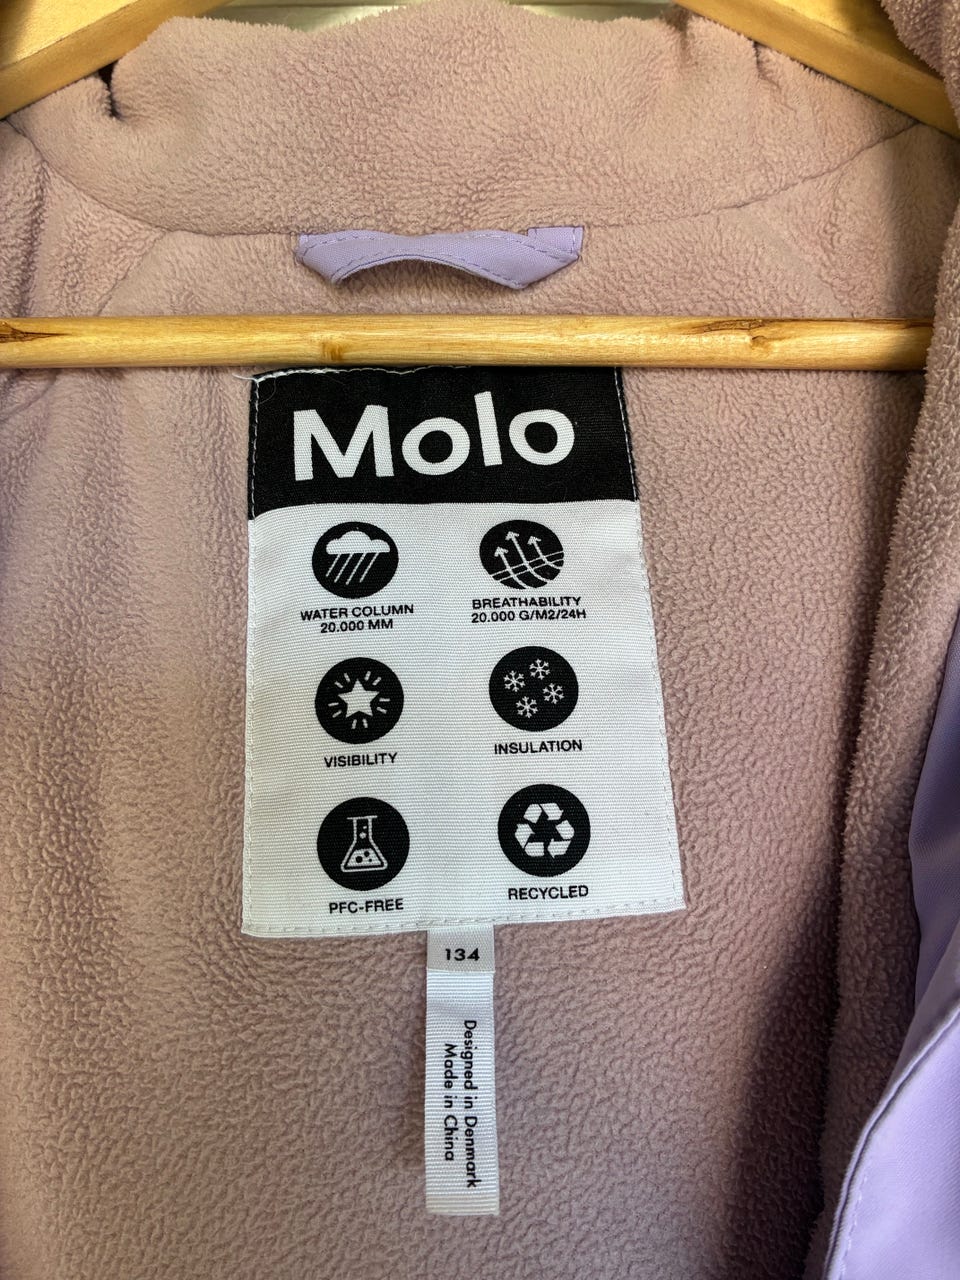 Molo
WATER COLUMN
20.000 MM
BREATHABILITY
20.000 G/M2/24H
VISIBILITY
INSULATION
PFC-FREE
RECYCLED
134
Designed in Denmark
Made in China